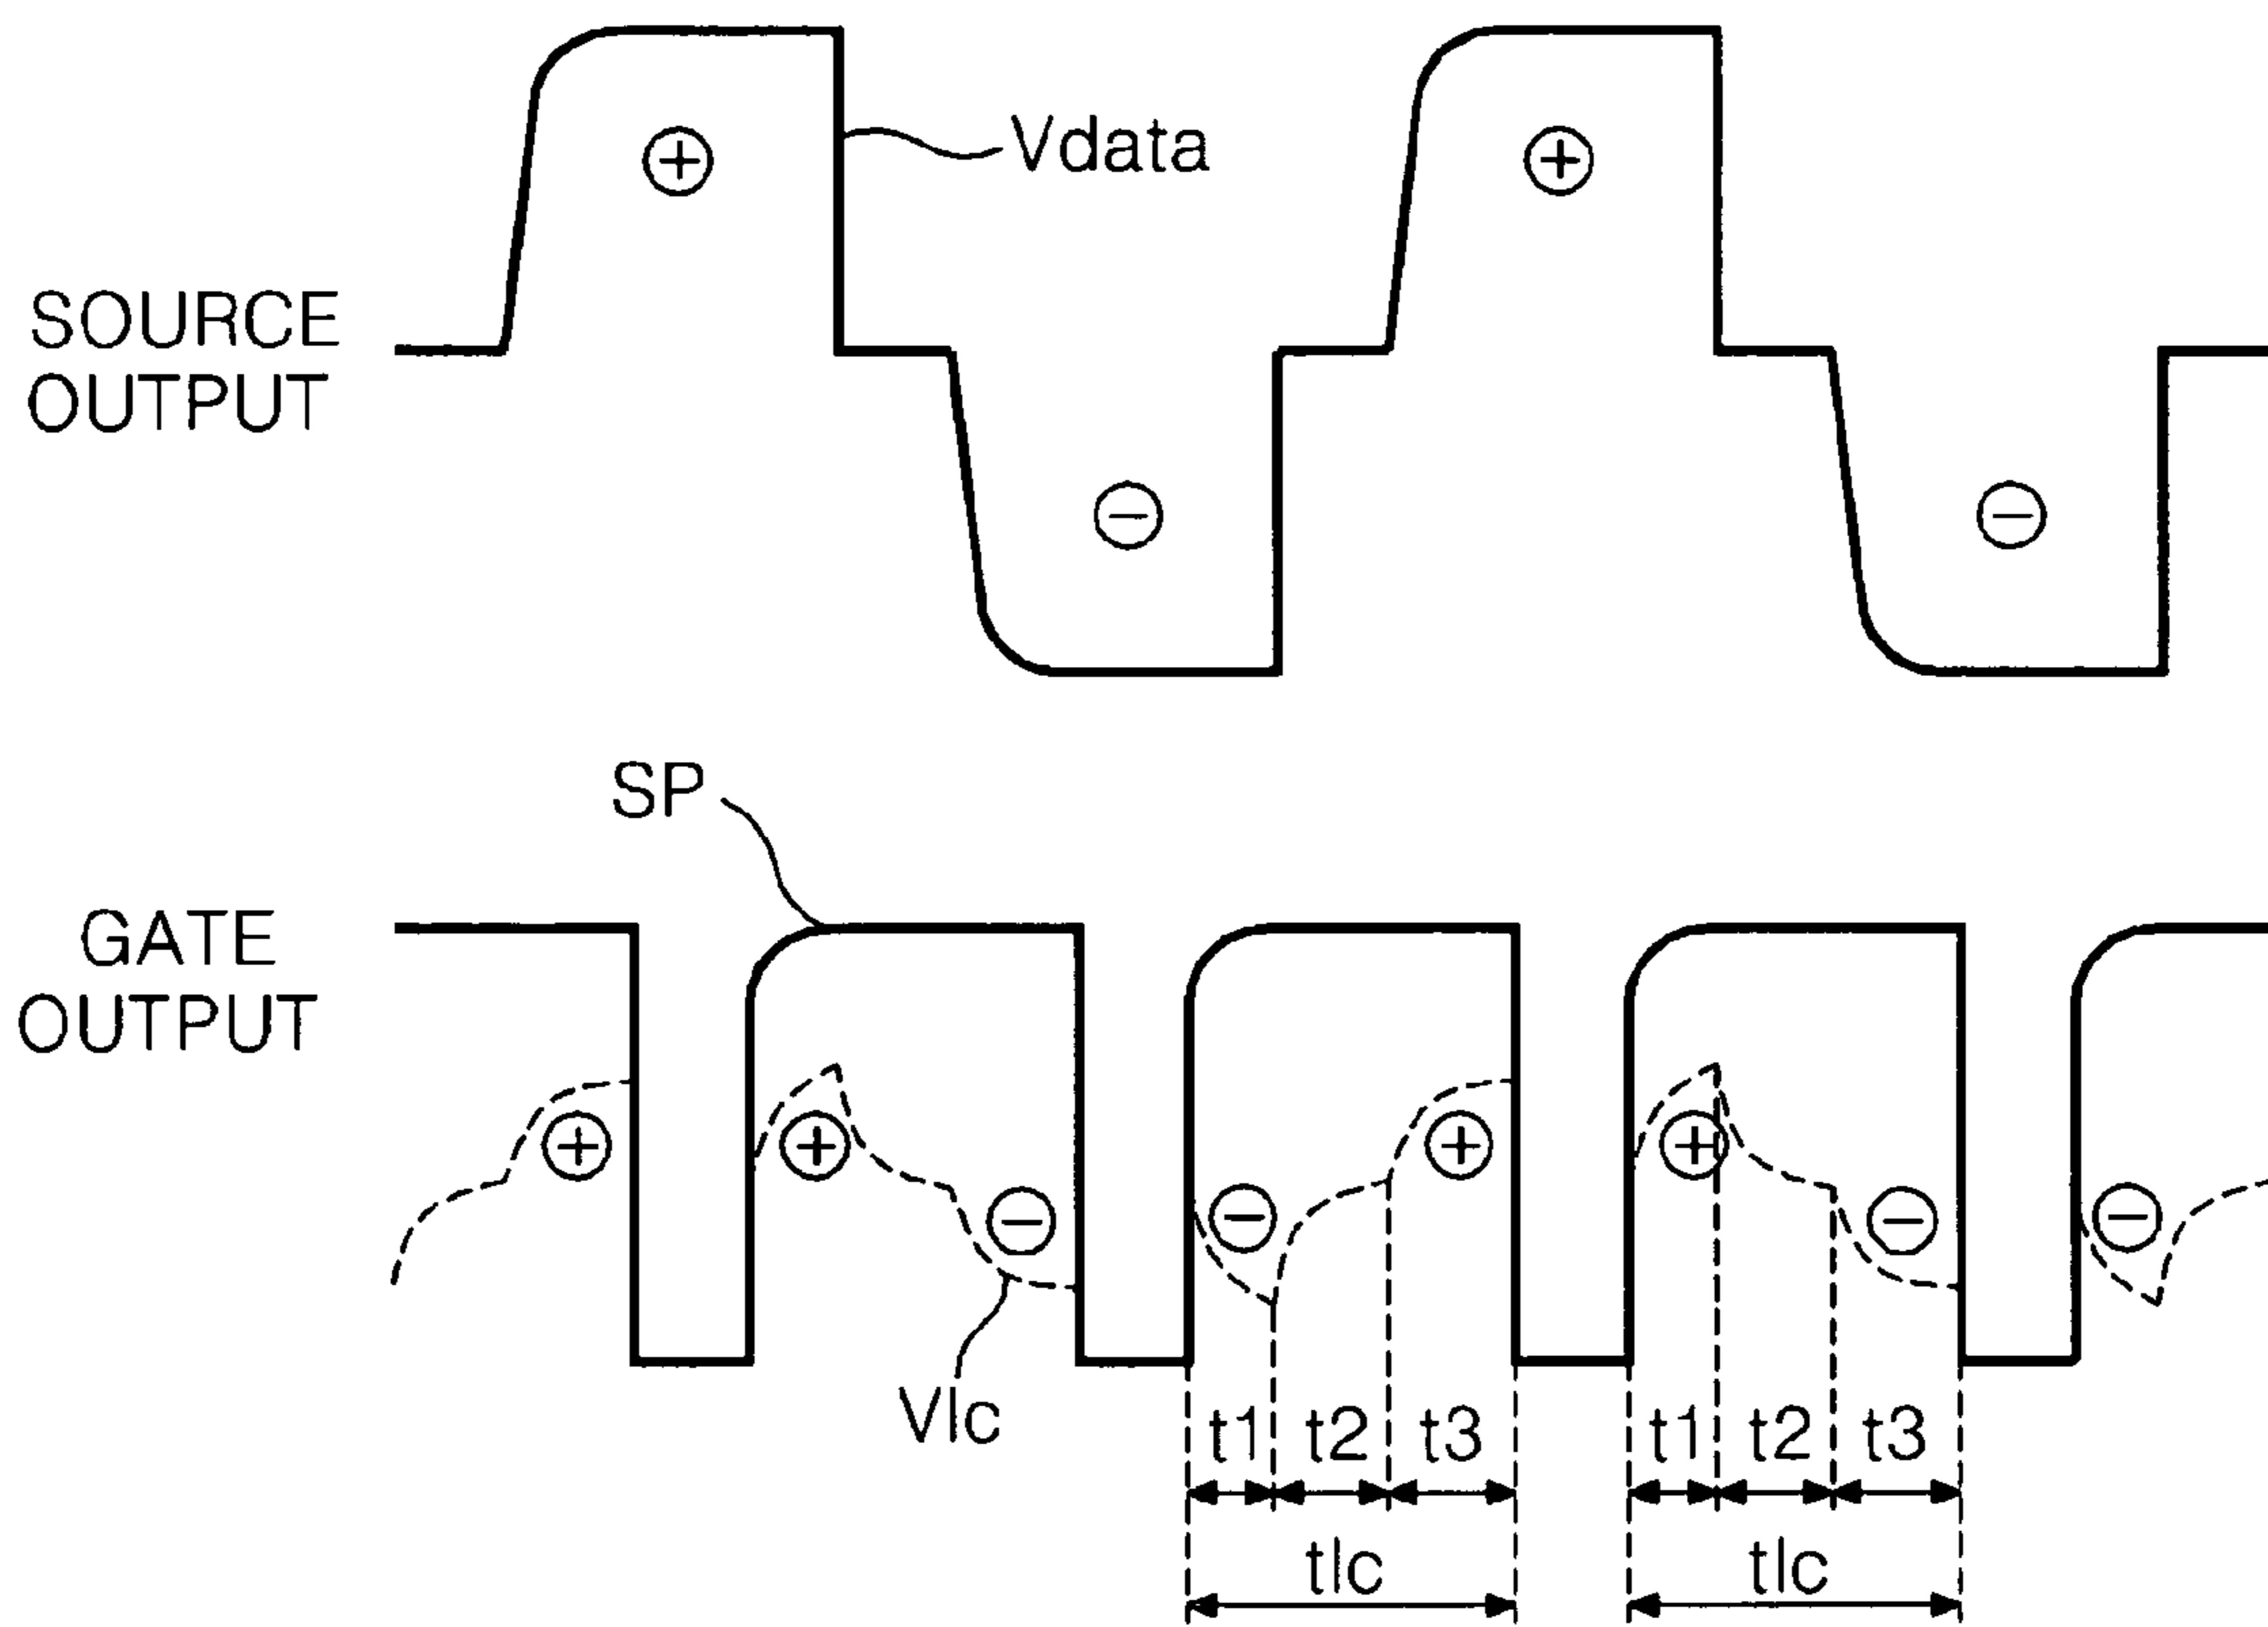 Vdata
SOURCE
OUTPUT
⊕ ⊕
⊖ ⊖
SP
GATE
OUTPUT
⊕ ⊕ ⊕ ⊕
⊖ ⊖ ⊖ ⊖
Vlc
t1 t2 t3 t1 t2 t3
tlc tlc